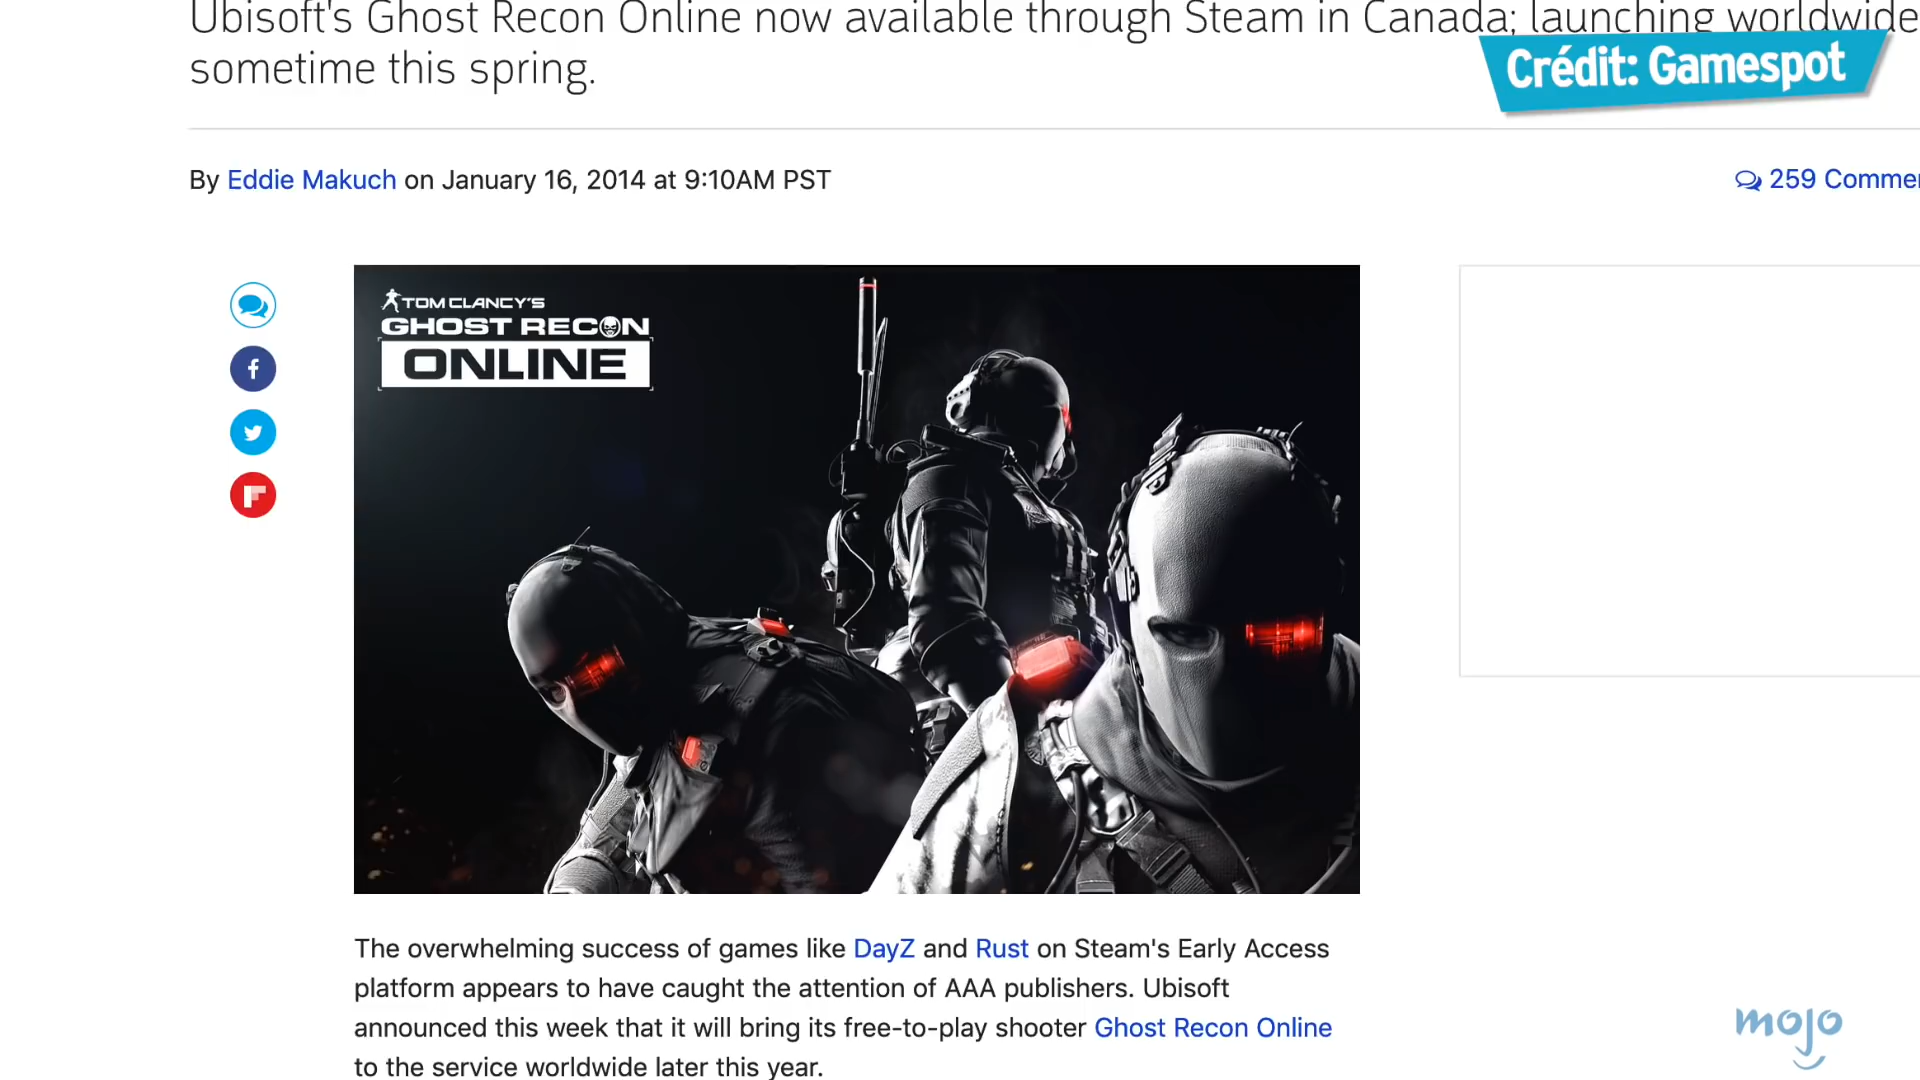 Ubisoft's Ghost Recon Online now available through Steam in Canada; launching worldwide
sometime this spring.
Crédit: Gamespot
By Eddie Makuch on January 16, 2014 at 9:10AM PST
259 Commen
TOM CLANCY'S
GHOST RECON
ONLINE
The overwhelming success of games like DayZ and Rust on Steam's Early Access
platform appears to have caught the attention of AAA publishers. Ubisoft
announced this week that it will bring its free-to-play shooter Ghost Recon Online
to the service worldwide later this year.
mojo